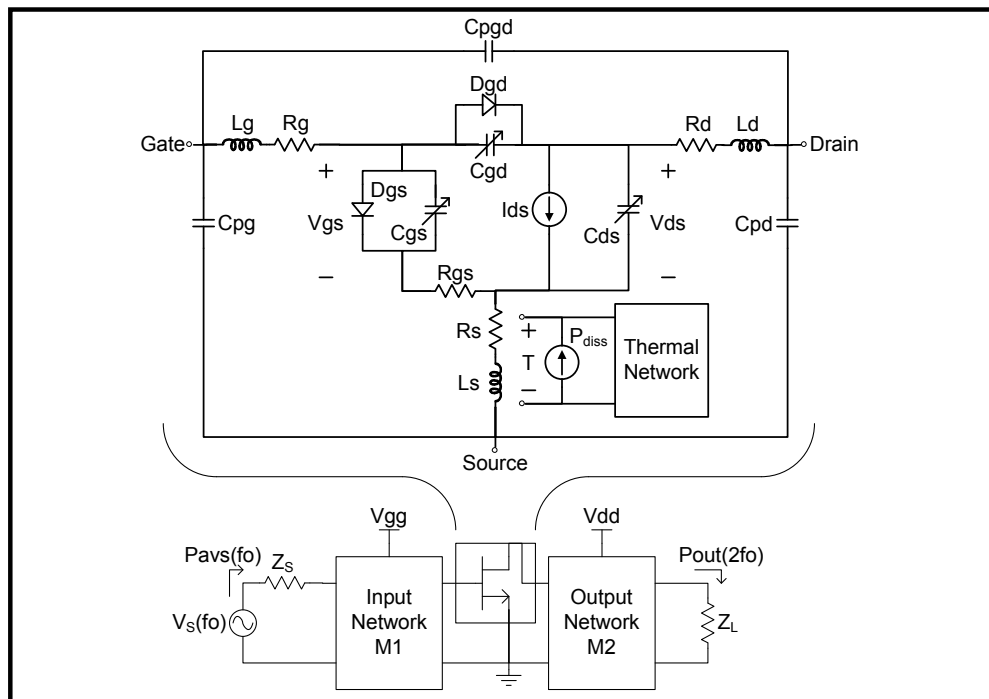 Cpgd
Dgd
Lg Rg Rd Ld
Gate Drain
Cgd
+ +
Dgs
Vgs Cgs Ids Cds Vds
Cpg Cpd
− −
Rgs
Rs + Pdiss Thermal
T Network
Ls −
Source
Vgg Vdd
Pavs(fo) Pout(2fo)
ZS
Input Output
Network Network
M1 M2
VS(fo) ZL